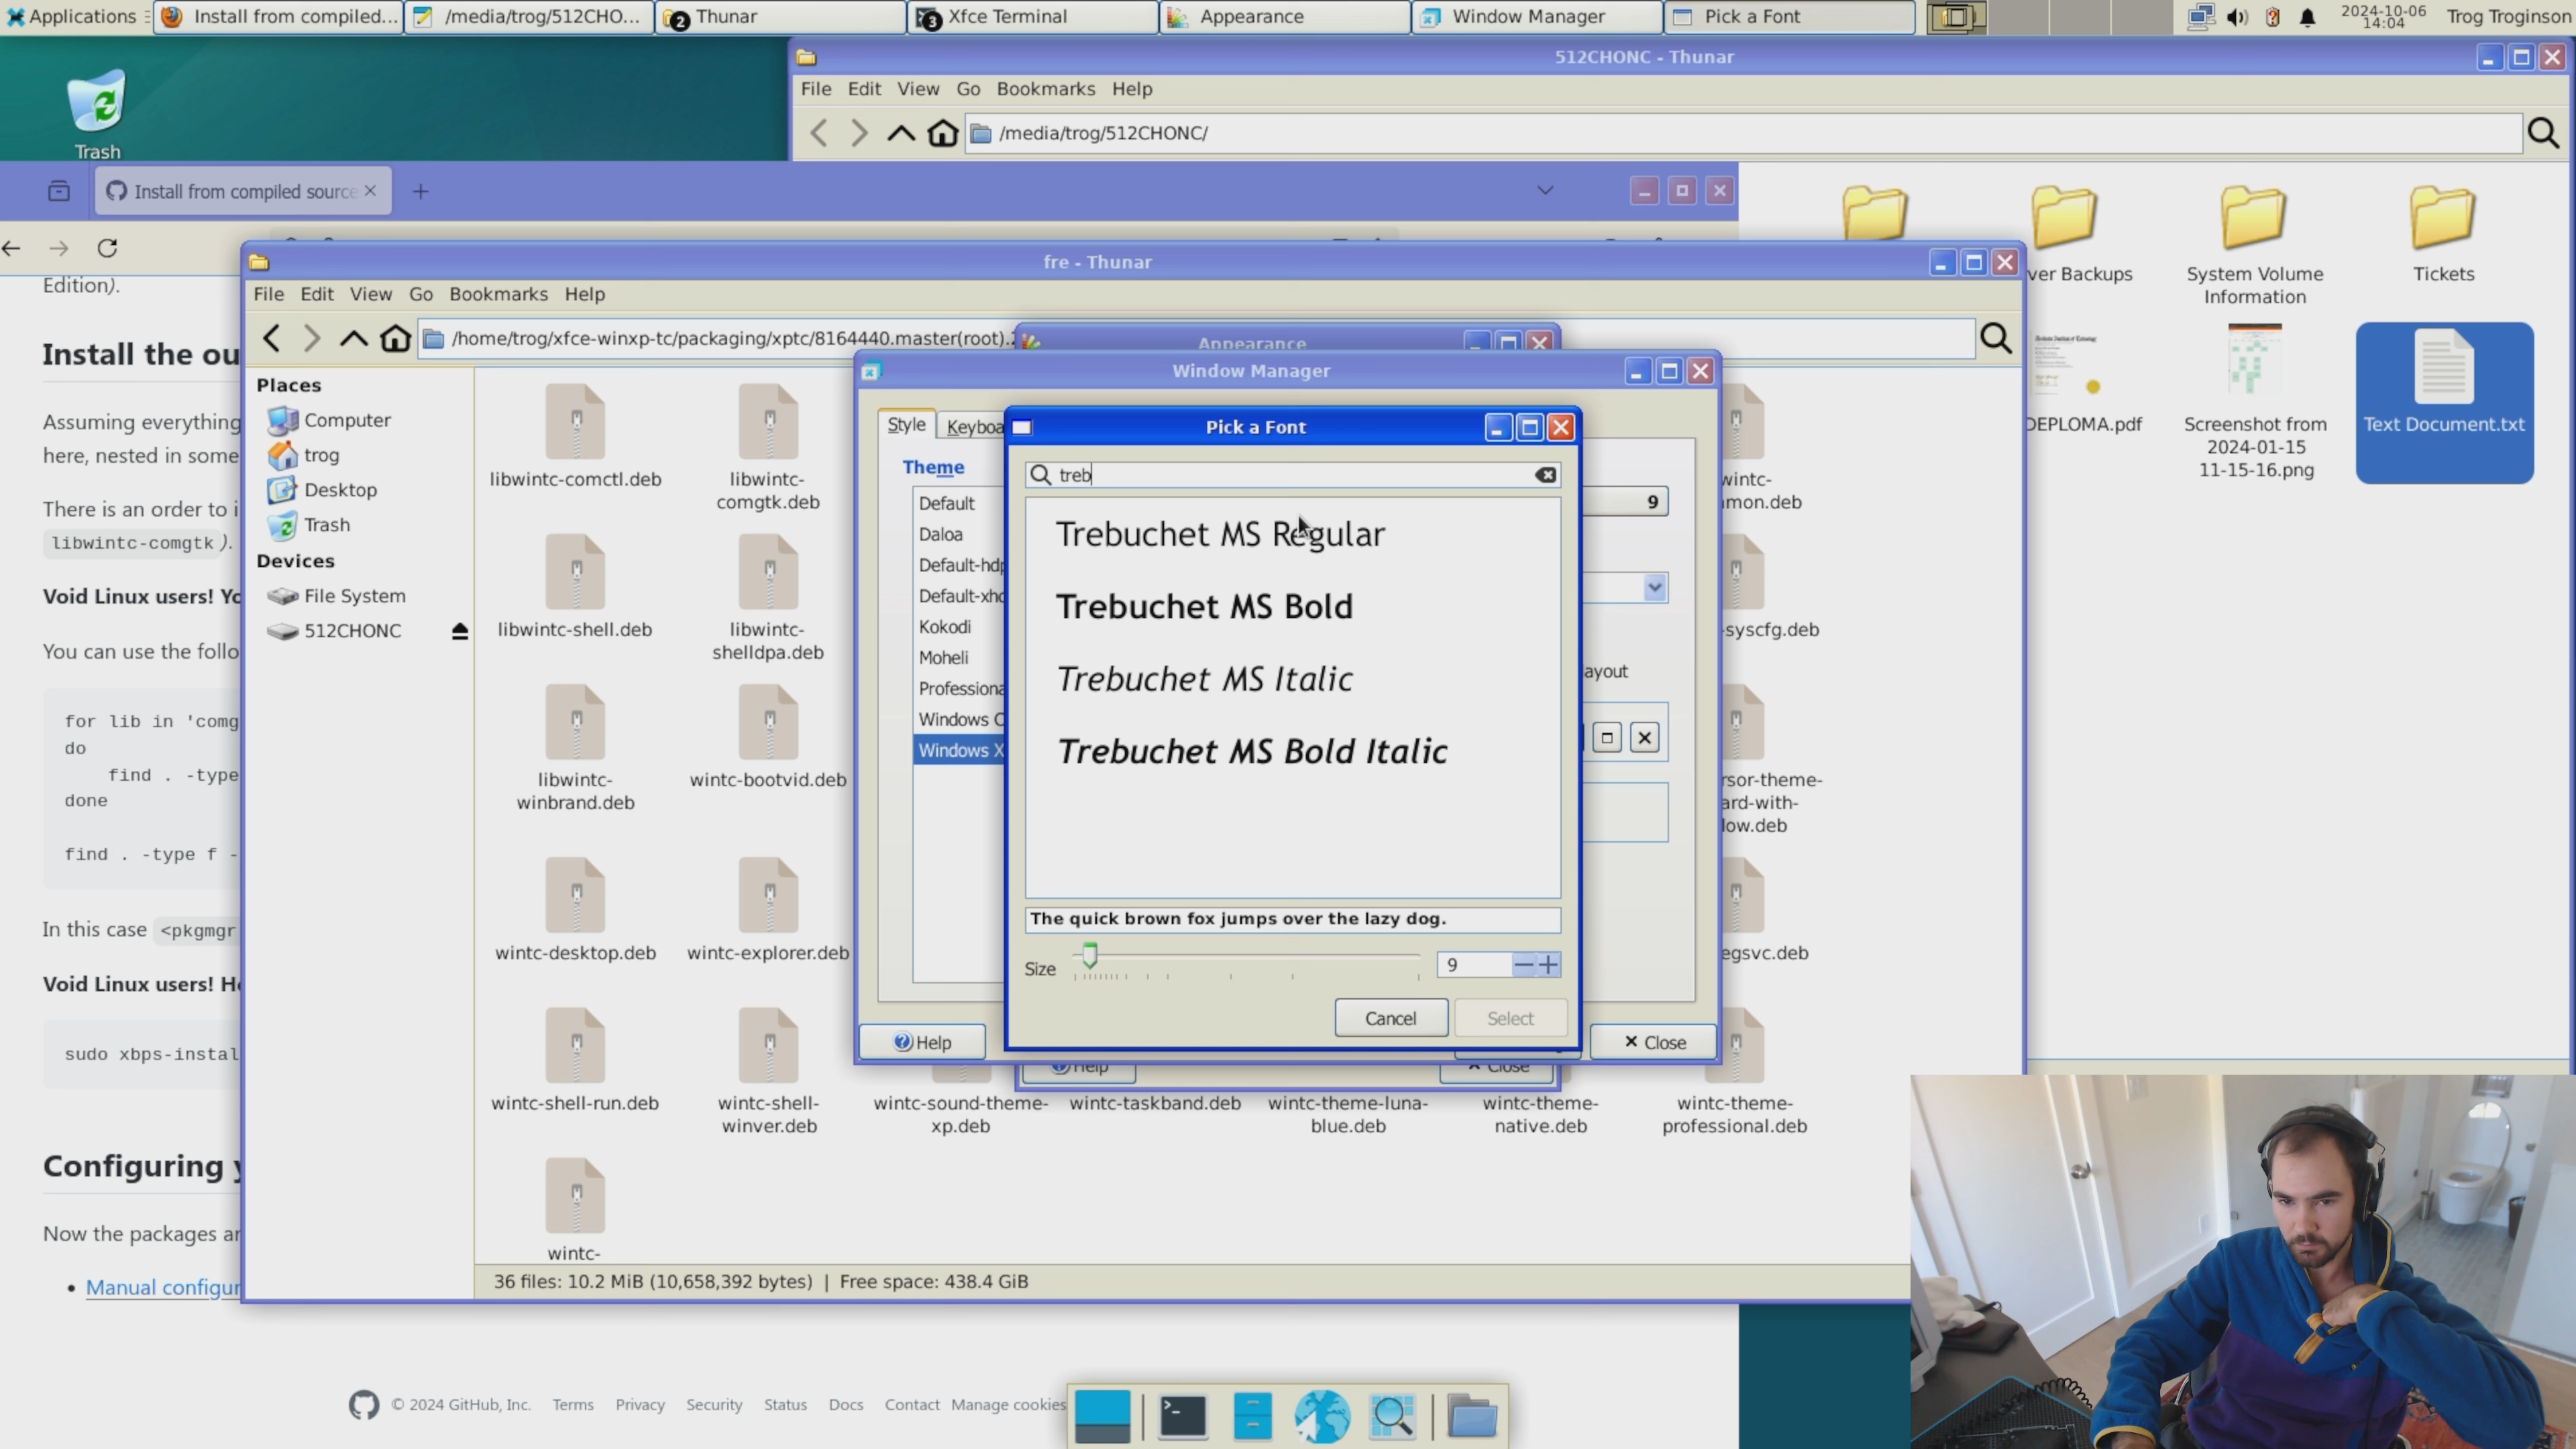 Applications
Install from compiled...
/media/trog/512CHO...
2
Thunar
3
Xfce Terminal
Appearance
Window Manager
Pick a Font
2024-10-06
14:04
Trog Troginson
Trash
512CHONC - Thunar
File Edit View Go Bookmarks Help
/media/trog/512CHONC/
Install from compiled source
ver Backups
System Volume
Information
Tickets
DEPLOMA.pdf
Screenshot from
2024-01-15
11-15-16.png
Text Document.txt
Edition).
Install the ou
Assuming everything
here, nested in some
There is an order to i
libwintc-comgtk ).
Void Linux users! Yo
You can use the follo
for lib in 'comg
do
find . -type
done
find . -type f -
In this case <pkgmgr
Void Linux users! He
sudo xbps-instal
Configuring y
Now the packages ar
• Manual configur
fre - Thunar
File Edit View Go Bookmarks Help
/home/trog/xfce-winxp-tc/packaging/xptc/8164440.master(root).2
Places
Computer
trog
Desktop
Trash
Devices
File System
512CHONC
libwintc-comctl.deb
libwintc-
comgtk.deb
wintc-
mon.deb
libwintc-shell.deb
libwintc-
shelldpa.deb
-syscfg.deb
libwintc-
winbrand.deb
wintc-bootvid.deb
rsor-theme-
ard-with-
low.deb
wintc-desktop.deb
wintc-explorer.deb
egsvc.deb
wintc-shell-run.deb
wintc-shell-
winver.deb
wintc-sound-theme-
xp.deb
wintc-taskband.deb
wintc-theme-luna-
blue.deb
wintc-theme-
native.deb
wintc-theme-
professional.deb
wintc-
36 files: 10.2 MiB (10,658,392 bytes) | Free space: 438.4 GiB
Appearance
Help
Close
Window Manager
Style
Keyboa
Theme
Default
Daloa
Default-hdp
Default-xhd
Kokodi
Moheli
Professiona
Windows C
Windows X
9
ayout
Help
Close
Pick a Font
treb
Trebuchet MS Regular
Trebuchet MS Bold
Trebuchet MS Italic
Trebuchet MS Bold Italic
The quick brown fox jumps over the lazy dog.
Size
9
Cancel
Select
© 2024 GitHub, Inc. Terms Privacy Security Status Docs Contact Manage cookies